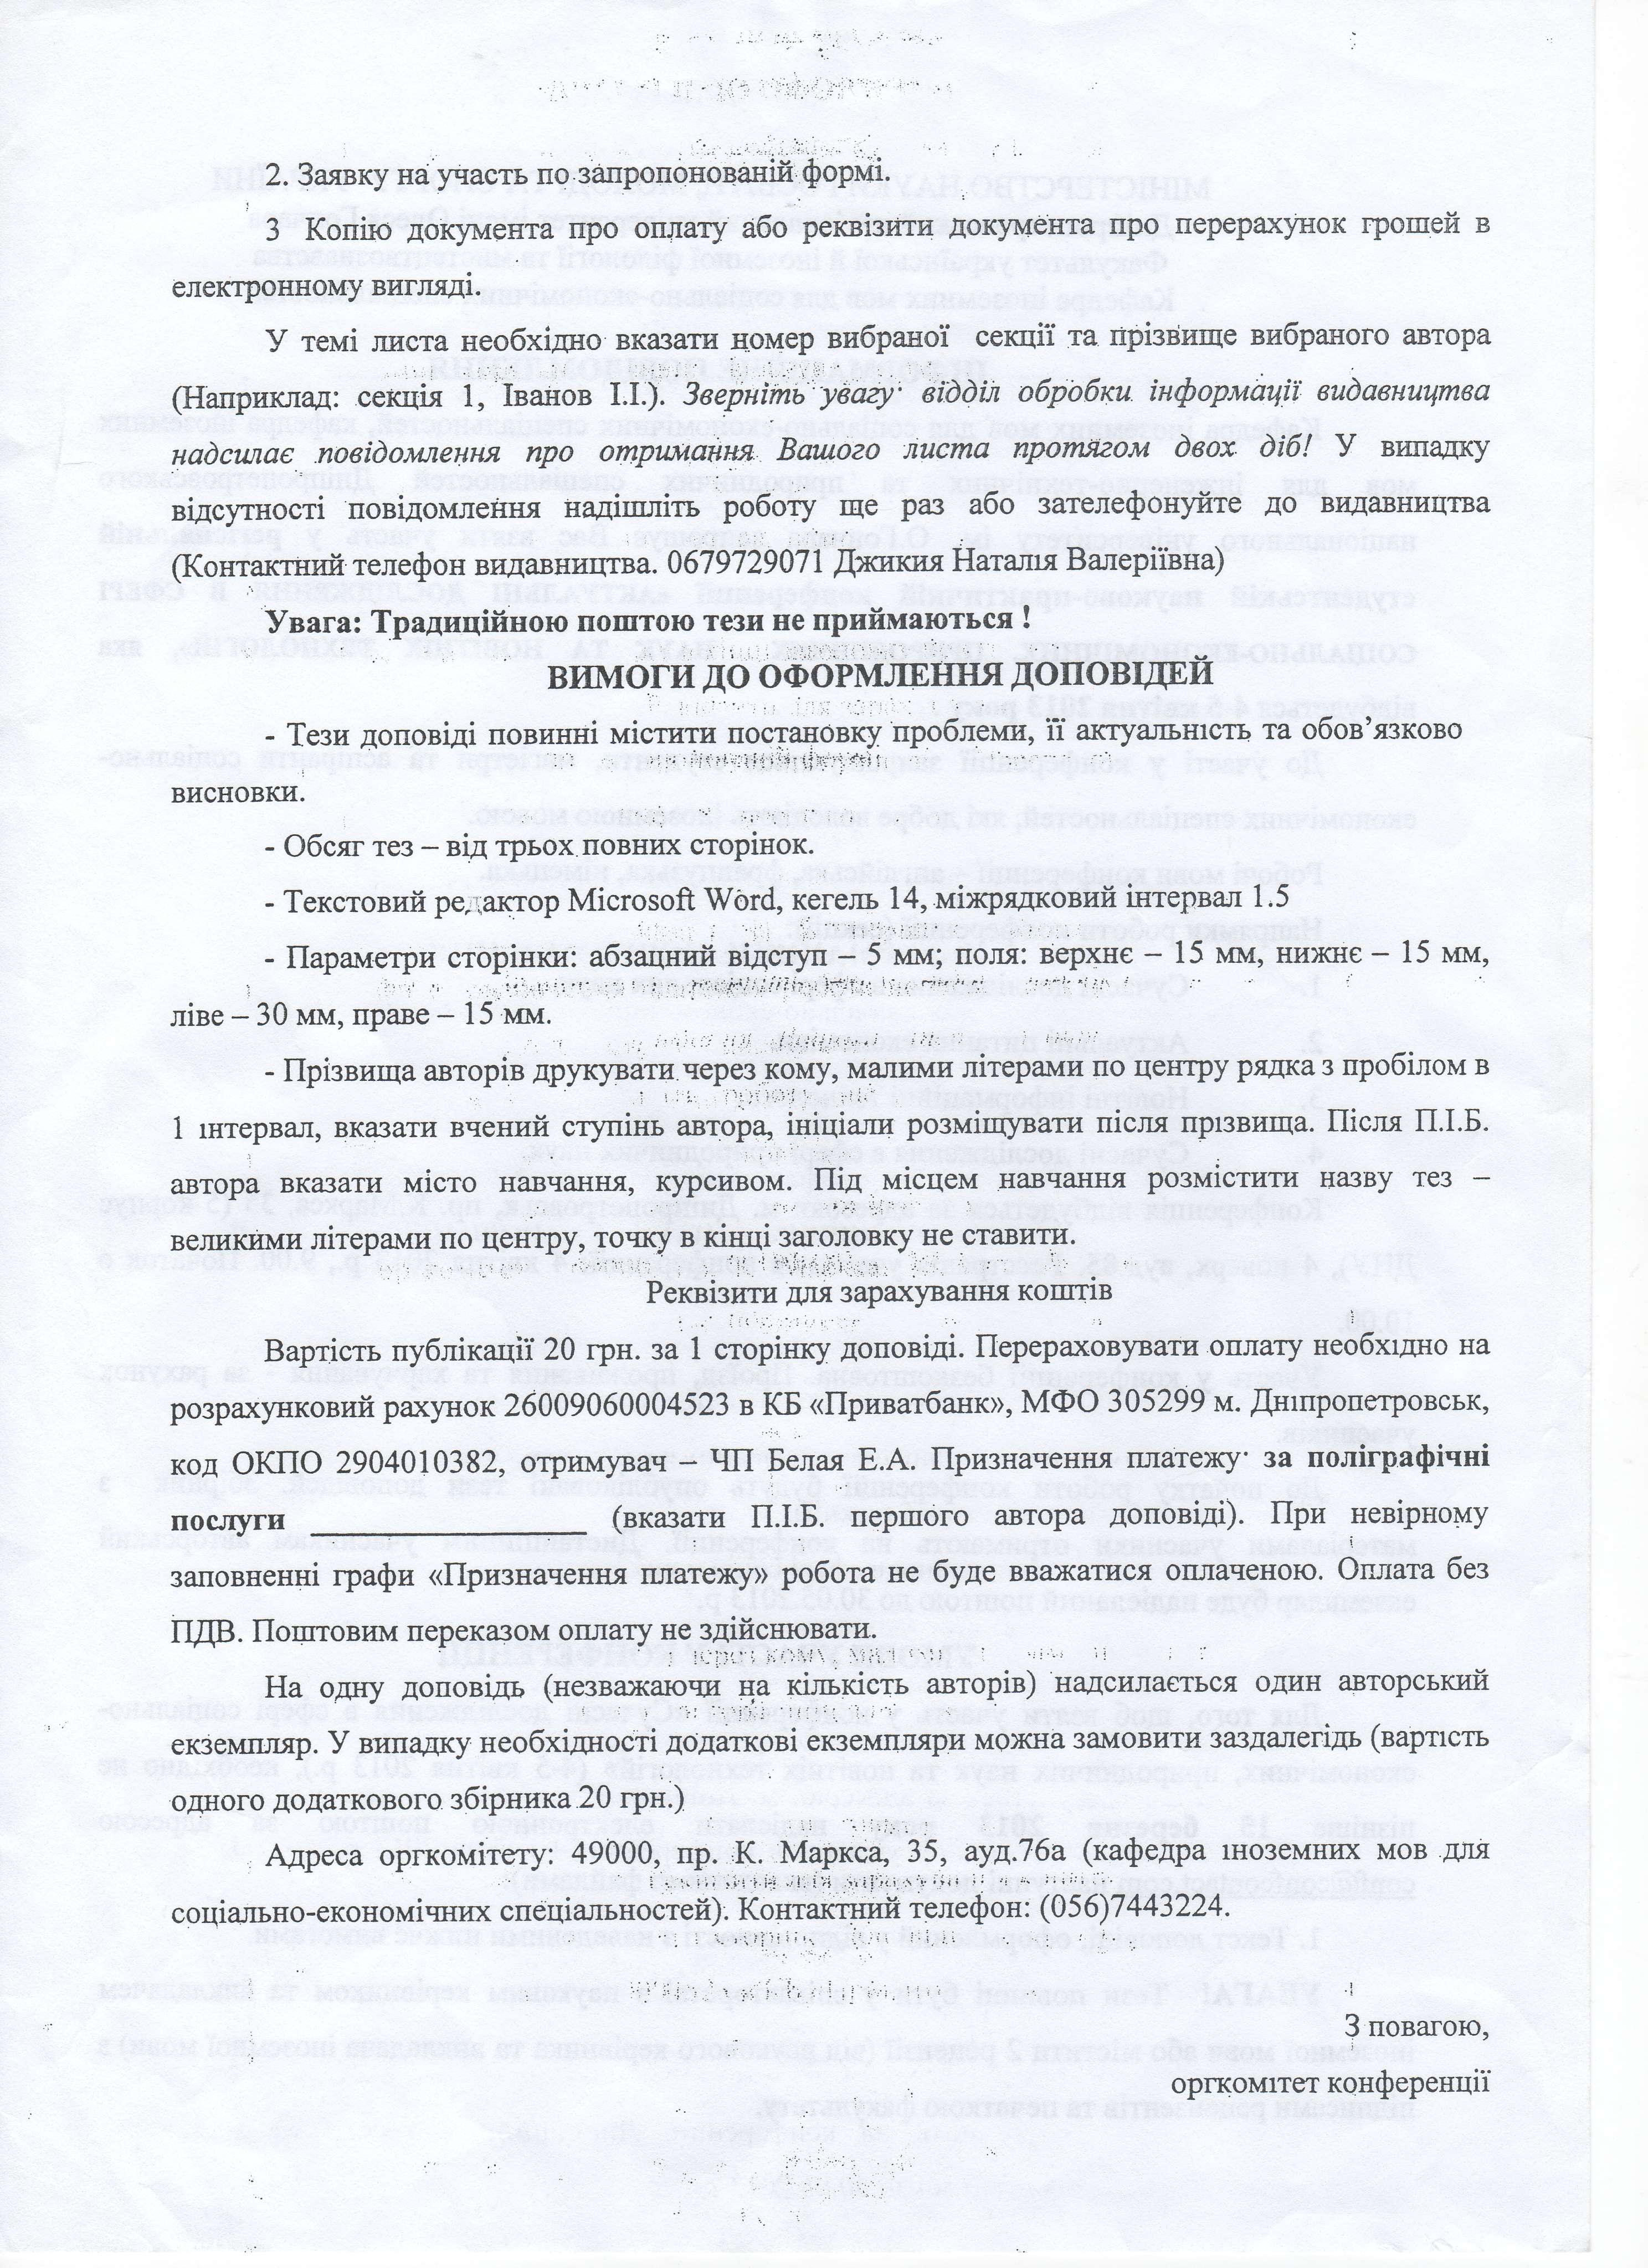 2. Заявку на участь по запропонованій формі.
3 Копію документа про оплату або реквізити документа про перерахунок грошей в
електронному вигляді.
У темі листа необхідно вказати номер вибраної секції та прізвище вибраного автора
(Наприклад: секція 1, Іванов І.І.). Зверніть увагу відділ обробки інформації видавництва
надсилає повідомлення про отримання Вашого листа протягом двох діб! У випадку
відсутності повідомлення надішліть роботу ще раз або зателефонуйте до видавництва
(Контактний телефон видавництва. 0679729071 Джикия Наталія Валеріївна)
Увага: Традиційною поштою тези не приймаються !
ВИМОГИ ДО ОФОРМЛЕННЯ ДОПОВІДЕЙ
- Тези доповіді повинні містити постановку проблеми, її актуальність та обов’язково
висновки.
- Обсяг тез – від трьох повних сторінок.
- Текстовий редактор Microsoft Word, кегель 14, міжрядковий інтервал 1.5
- Параметри сторінки: абзацний відступ – 5 мм; поля: верхнє – 15 мм, нижнє – 15 мм,
ліве – 30 мм, праве – 15 мм.
- Прізвища авторів друкувати через кому, малими літерами по центру рядка з пробілом в
1 інтервал, вказати вчений ступінь автора, ініціали розміщувати після прізвища. Після П.І.Б.
автора вказати місто навчання, курсивом. Під місцем навчання розмістити назву тез –
великими літерами по центру, точку в кінці заголовку не ставити.
Реквізити для зарахування коштів
Вартість публікації 20 грн. за 1 сторінку доповіді. Перераховувати оплату необхідно на
розрахунковий рахунок 26009060004523 в КБ «Приватбанк», МФО 305299 м. Дніпропетровськ,
код ОКПО 2904010382, отримувач – ЧП Белая Е.А. Призначення платежу· за поліграфічні
послуги _________________ (вказати П.І.Б. першого автора доповіді). При невірному
заповненні графи «Призначення платежу» робота не буде вважатися оплаченою. Оплата без
ПДВ. Поштовим переказом оплату не здійснювати.
На одну доповідь (незважаючи на кількість авторів) надсилається один авторський
екземпляр. У випадку необхідності додаткові екземпляри можна замовити заздалегідь (вартість
одного додаткового збірника 20 грн.)
Адреса оргкомітету: 49000, пр. К. Маркса, 35, ауд.76а (кафедра іноземних мов для
соціально-економічних спеціальностей). Контактний телефон: (056)7443224.
З повагою,
оргкомітет конференції